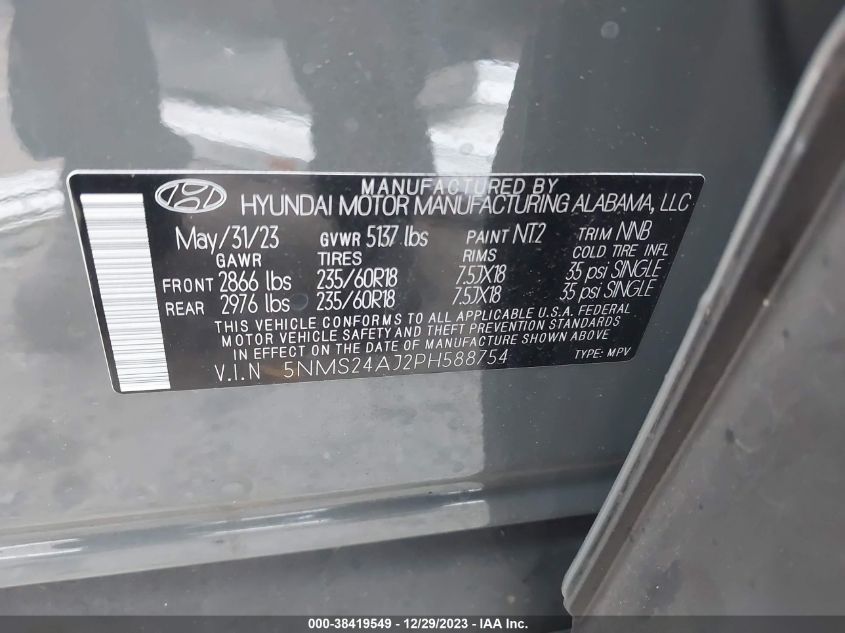 MANUFACTURED BY
HYUNDAI MOTOR MANUFACTURING ALABAMA, LLC
May/31/23 GVWR 5137 lbs PAINT NT2 TRIM NNB
GAWR TIRES RIMS COLD TIRE INFL
FRONT 2866 lbs 235/60R18 7.5JX18 35 psi SINGLE
REAR 2976 lbs 235/60R18 7.5JX18 35 psi SINGLE
THIS VEHICLE CONFORMS TO ALL APPLICABLE U.S.A. FEDERAL
MOTOR VEHICLE SAFETY AND THEFT PREVENTION STANDARDS
IN EFFECT ON THE DATE OF MANUFACTURE SHOWN ABOVE
V.I.N 5NMS24AJ2PH588754 TYPE: MPV
000-38419549 - 12/29/2023 - IAA Inc.